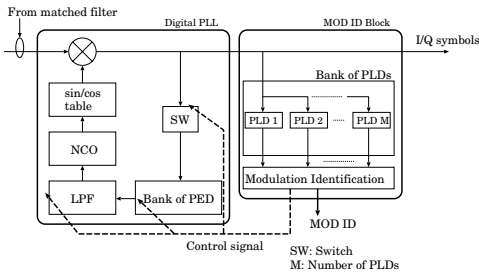 From matched filter
Digital PLL
MOD ID Block
I/Q symbols
Bank of PLDs
sin/cos
table
SW
PLD 1
PLD 2
PLD M
NCO
Modulation Identification
LPF
Bank of PED
MOD ID
Control signal
SW: Switch
M: Number of PLDs